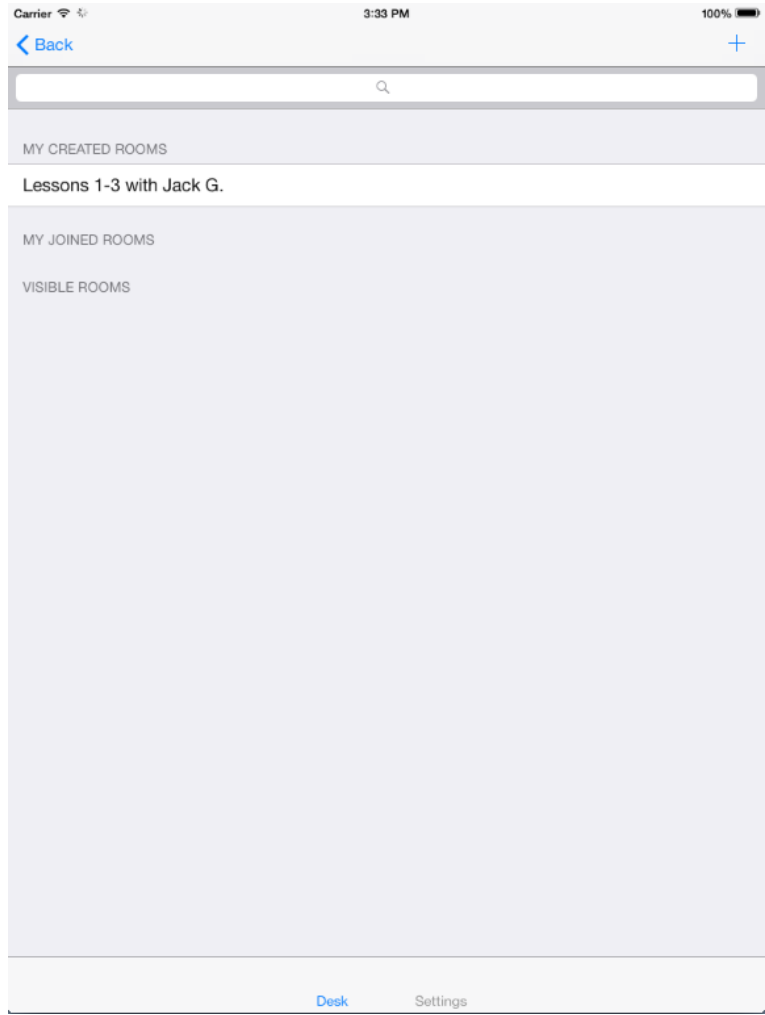 Carrier 3:33 PM 100%
Back +
MY CREATED ROOMS
Lessons 1-3 with Jack G.
MY JOINED ROOMS
VISIBLE ROOMS
Desk Settings